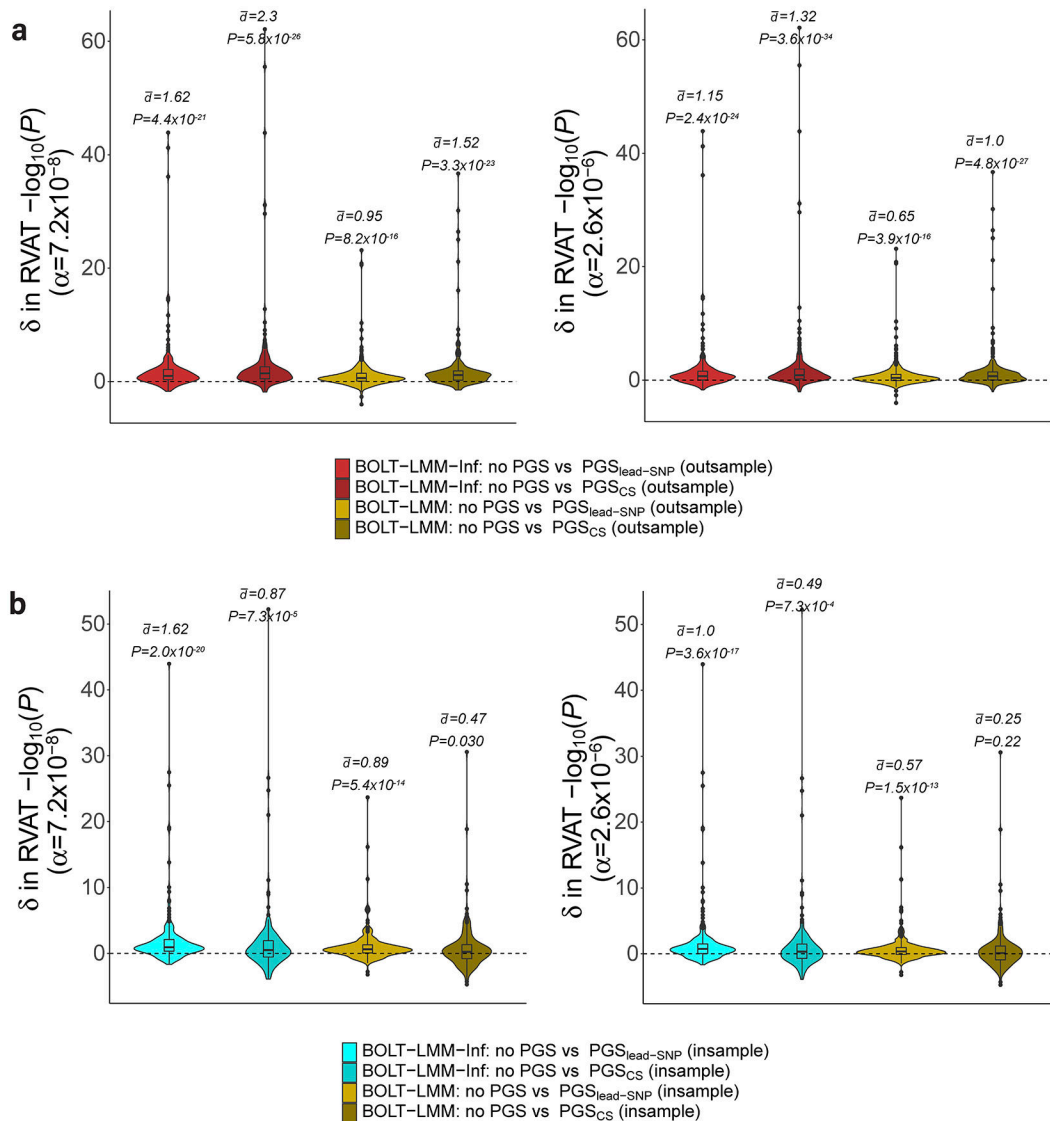 a
δ in RVAT −log10(P)
(α=7.2x10−8)
60
40
20
0
d̅=1.62
P=4.4x10-21
d̅=2.3
P=5.8x10-26
d̅=0.95
P=8.2x10-16
d̅=1.52
P=3.3x10-23
δ in RVAT −log10(P)
(α=2.6x10−6)
60
40
20
0
d̅=1.15
P=2.4x10-24
d̅=1.32
P=3.6x10-34
d̅=0.65
P=3.9x10-16
d̅=1.0
P=4.8x10-27
BOLT−LMM−Inf: no PGS vs PGSlead−SNP (outsample)
BOLT−LMM−Inf: no PGS vs PGSCS (outsample)
BOLT−LMM: no PGS vs PGSlead−SNP (outsample)
BOLT−LMM: no PGS vs PGSCS (outsample)
b
δ in RVAT −log10(P)
(α=7.2x10−8)
50
40
30
20
10
0
d̅=1.62
P=2.0x10-20
d̅=0.87
P=7.3x10-5
d̅=0.89
P=5.4x10-14
d̅=0.47
P=0.030
δ in RVAT −log10(P)
(α=2.6x10−6)
50
40
30
20
10
0
d̅=1.0
P=3.6x10-17
d̅=0.49
P=7.3x10-4
d̅=0.57
P=1.5x10-13
d̅=0.25
P=0.22
BOLT−LMM−Inf: no PGS vs PGSlead−SNP (insample)
BOLT−LMM−Inf: no PGS vs PGSCS (insample)
BOLT−LMM: no PGS vs PGSlead−SNP (insample)
BOLT−LMM: no PGS vs PGSCS (insample)